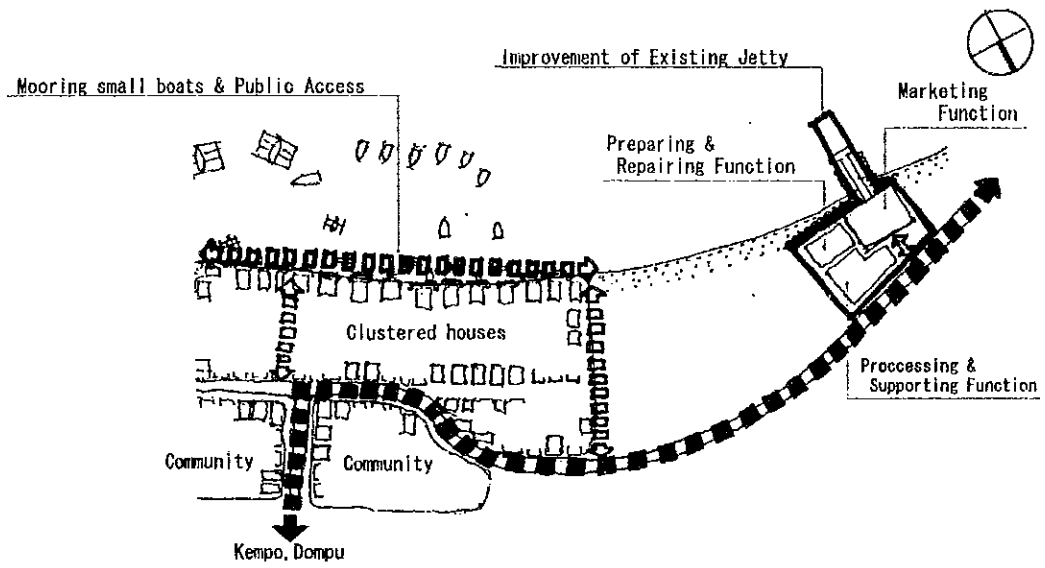 Improvement of Existing Jetty
Mooring small boats & Public Access
Marketing
Function
Preparing &
Repairing Function
Clustered houses
Proccessing &
Supporting Function
Community
Community
Kempo, Dompu